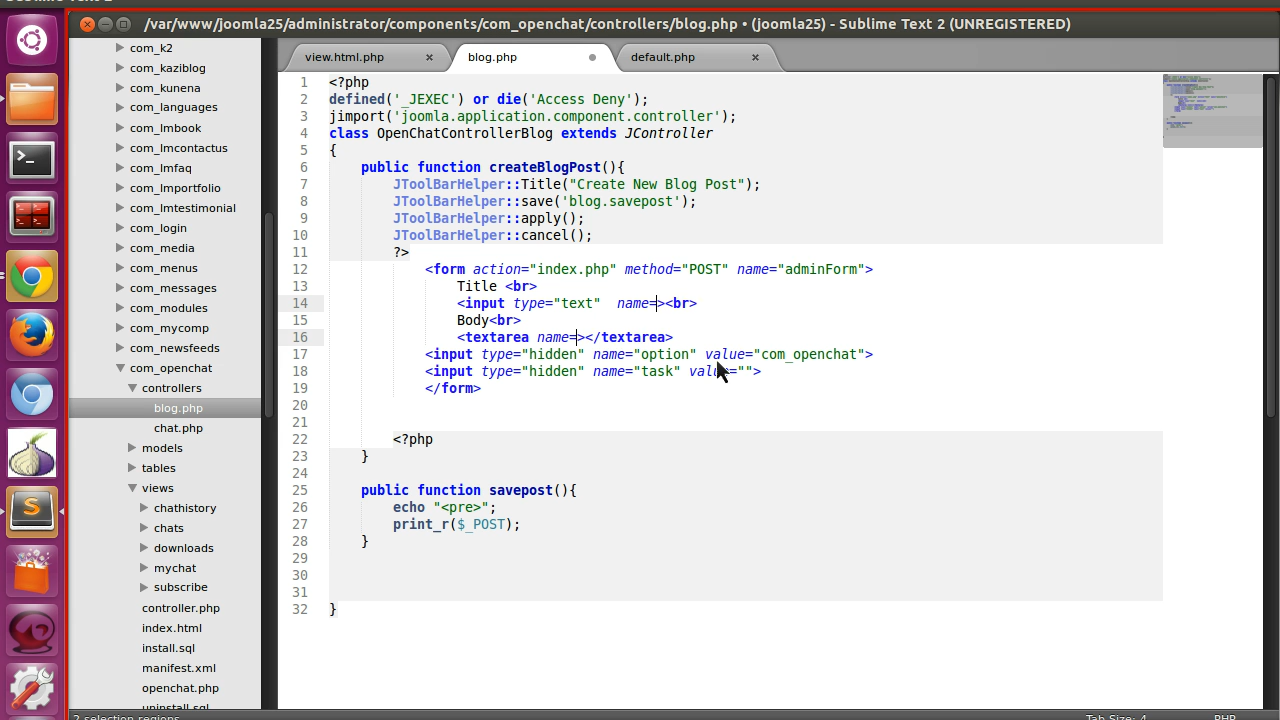 /var/www/joomla25/administrator/components/com_openchat/controllers/blog.php • (joomla25) - Sublime Text 2 (UNREGISTERED)
view.html.php
blog.php
default.php
com_k2
com_kaziblog
com_kunena
com_languages
com_lmbook
com_lmcontactus
com_lmfaq
com_lmportfolio
com_lmtestimonial
com_login
com_media
com_menus
com_messages
com_modules
com_mycomp
com_newsfeeds
com_openchat
controllers
blog.php
chat.php
models
tables
views
chathistory
chats
downloads
mychat
subscribe
controller.php
index.html
install.sql
manifest.xml
openchat.php
uninstall.sql
1 <?php
2 defined('_JEXEC') or die('Access Deny');
3 jimport('joomla.application.component.controller');
4 class OpenChatControllerBlog extends JController
5 {
6     public function createBlogPost(){
7         JToolBarHelper::Title("Create New Blog Post");
8         JToolBarHelper::save('blog.savepost');
9         JToolBarHelper::apply();
10         JToolBarHelper::cancel();
11         ?>
12             <form action="index.php" method="POST" name="adminForm">
13                 Title <br>
14                 <input type="text"  name=><br>
15                 Body<br>
16                 <textarea name=></textarea>
17             <input type="hidden" name="option" value="com_openchat">
18             <input type="hidden" name="task" value="">
19             </form>
20
21
22         <?php
23     }
24
25     public function savepost(){
26         echo "<pre>";
27         print_r($_POST);
28     }
29
30
31
32 }
2 selection regions
Tab Size: 4
PHP